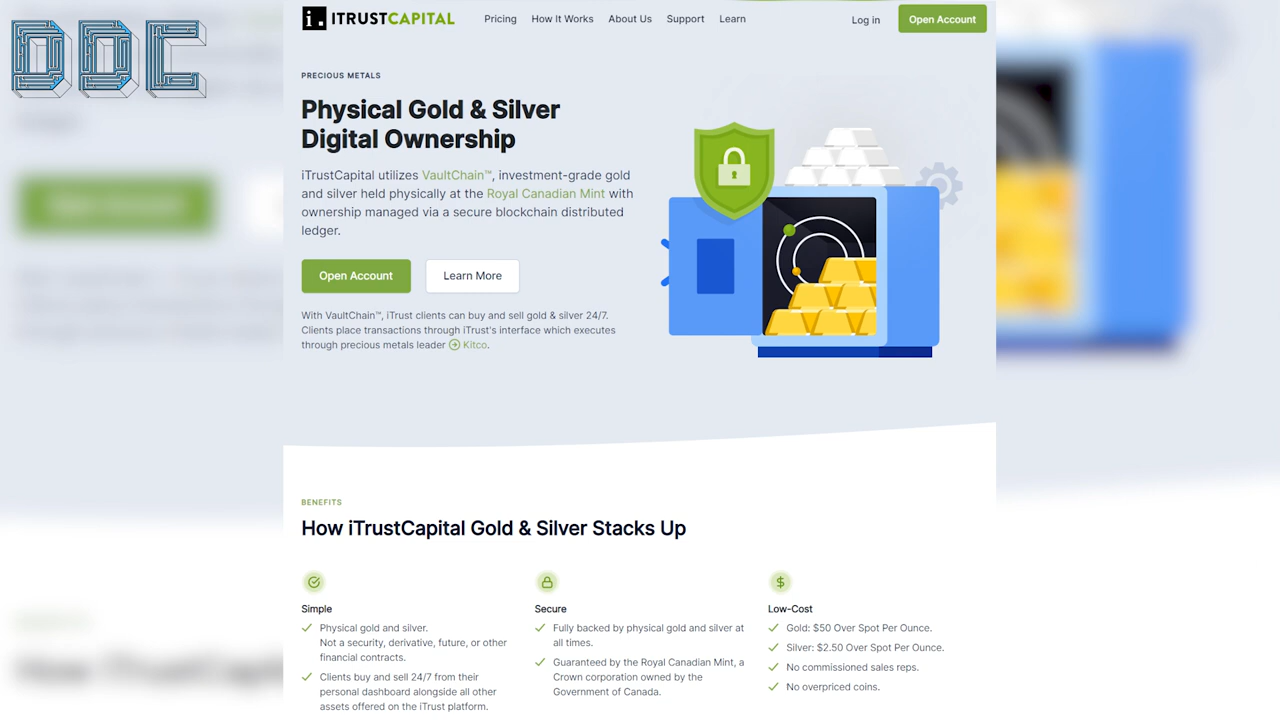 DDC
i. ITRUSTCAPITAL
Pricing How It Works About Us Support Learn
Log in
Open Account
PRECIOUS METALS
Physical Gold & Silver
Digital Ownership
iTrustCapital utilizes VaultChain™, investment-grade gold
and silver held physically at the Royal Canadian Mint with
ownership managed via a secure blockchain distributed
ledger.
Open Account
Learn More
With VaultChain™, iTrust clients can buy and sell gold & silver 24/7.
Clients place transactions through iTrust's interface which executes
through precious metals leader Kitco.
BENEFITS
How iTrustCapital Gold & Silver Stacks Up
Simple
Physical gold and silver.
Not a security, derivative, future, or other
financial contracts.
Clients buy and sell 24/7 from their
personal dashboard alongside all other
assets offered on the iTrust platform.
Secure
Fully backed by physical gold and silver at
all times.
Guaranteed by the Royal Canadian Mint, a
Crown corporation owned by the
Government of Canada.
$
Low-Cost
Gold: $50 Over Spot Per Ounce.
Silver: $2.50 Over Spot Per Ounce.
No commissioned sales reps.
No overpriced coins.